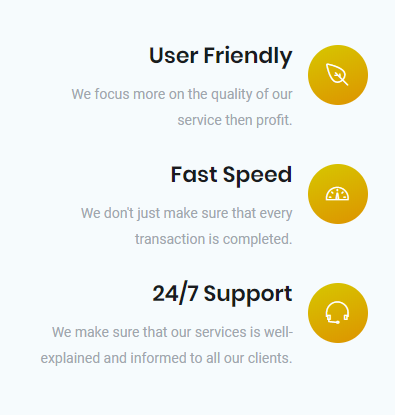 User Friendly
We focus more on the quality of our
service then profit.
Fast Speed
We don't just make sure that every
transaction is completed.
24/7 Support
We make sure that our services is well-
explained and informed to all our clients.